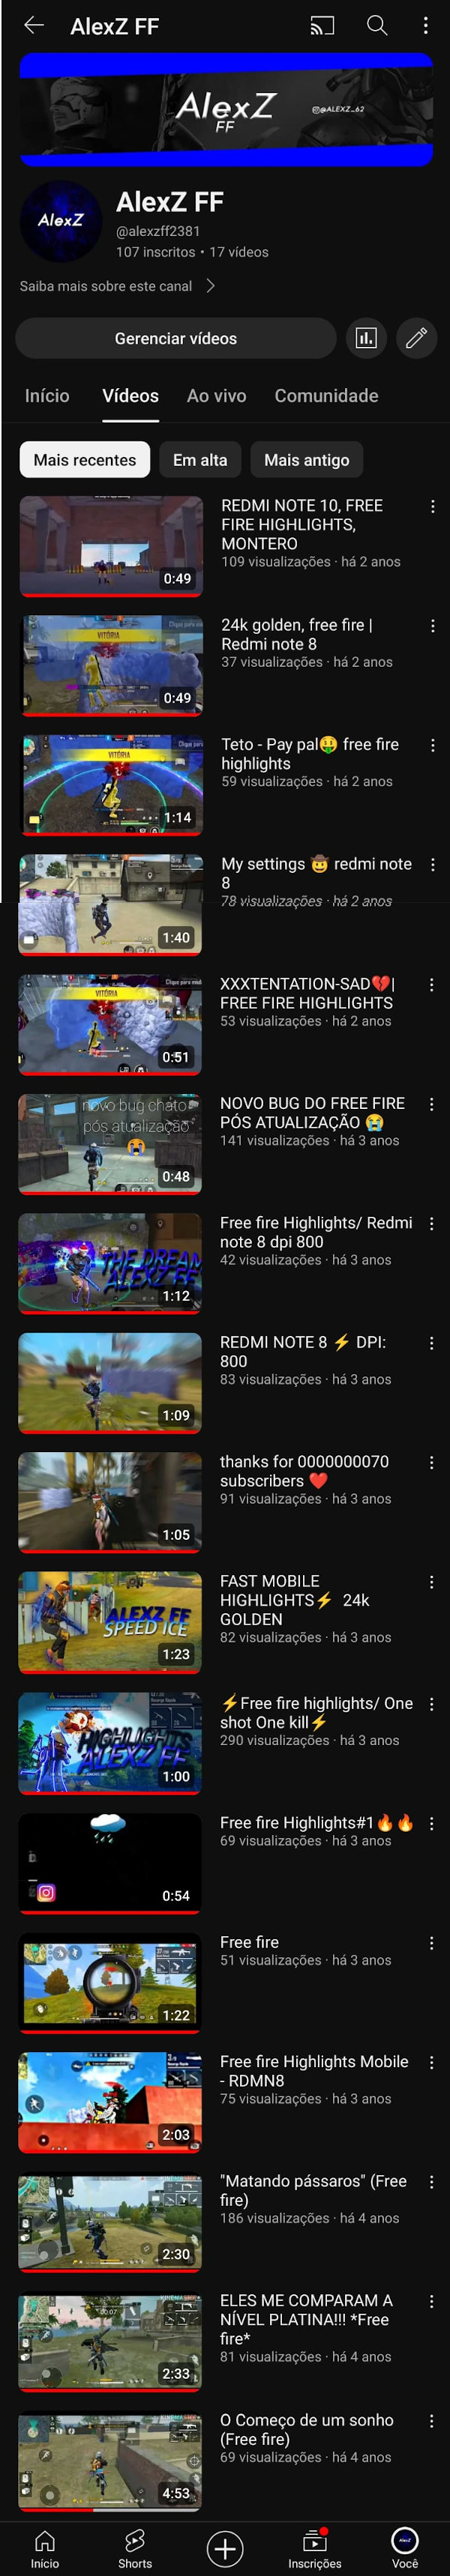 AlexZ FF
AlexZ
FF
@ALEXZ_62
AlexZ
AlexZ FF
@alexzff2381
107 inscritos • 17 vídeos
Saiba mais sobre este canal
Gerenciar vídeos
Início Vídeos Ao vivo Comunidade
Mais recentes Em alta Mais antigo
0:49
REDMI NOTE 10, FREE
FIRE HIGHLIGHTS,
MONTERO
109 visualizações · há 2 anos
VITÓRIA
0:49
24k golden, free fire |
Redmi note 8
37 visualizações · há 2 anos
VITÓRIA
1:14
Teto - Pay pal🤑 free fire
highlights
59 visualizações · há 2 anos
1:40
My settings 🤠 redmi note
8
78 visualizações · há 2 anos
VITÓRIA
0:51
XXXTENTATION-SAD💔|
FREE FIRE HIGHLIGHTS
53 visualizações · há 2 anos
novo bug chato
pós atualização
😭
0:48
NOVO BUG DO FREE FIRE
PÓS ATUALIZAÇÃO 😭
141 visualizações · há 3 anos
THE DREAM
ALEXZ FF
1:12
Free fire Highlights/ Redmi
note 8 dpi 800
42 visualizações · há 3 anos
1:09
REDMI NOTE 8 ⚡ DPI:
800
83 visualizações · há 3 anos
1:05
thanks for 0000000070
subscribers ❤️
91 visualizações · há 3 anos
ALEXZ FF
SPEED ICE
1:23
FAST MOBILE
HIGHLIGHTS⚡ 24k
GOLDEN
82 visualizações · há 3 anos
HIGHLIGHTS
ALEXZ FF
1:00
⚡Free fire highlights/ One
shot One kill⚡
290 visualizações · há 3 anos
0:54
Free fire Highlights#1🔥🔥
69 visualizações · há 3 anos
1:22
Free fire
51 visualizações · há 3 anos
2:03
Free fire Highlights Mobile
- RDMN8
75 visualizações · há 3 anos
2:30
"Matando pássaros" (Free
fire)
186 visualizações · há 4 anos
2:33
ELES ME COMPARAM A
NÍVEL PLATINA!!! *Free
fire*
81 visualizações · há 4 anos
4:53
O Começo de um sonho
(Free fire)
69 visualizações · há 4 anos
Início Shorts Inscrições Você